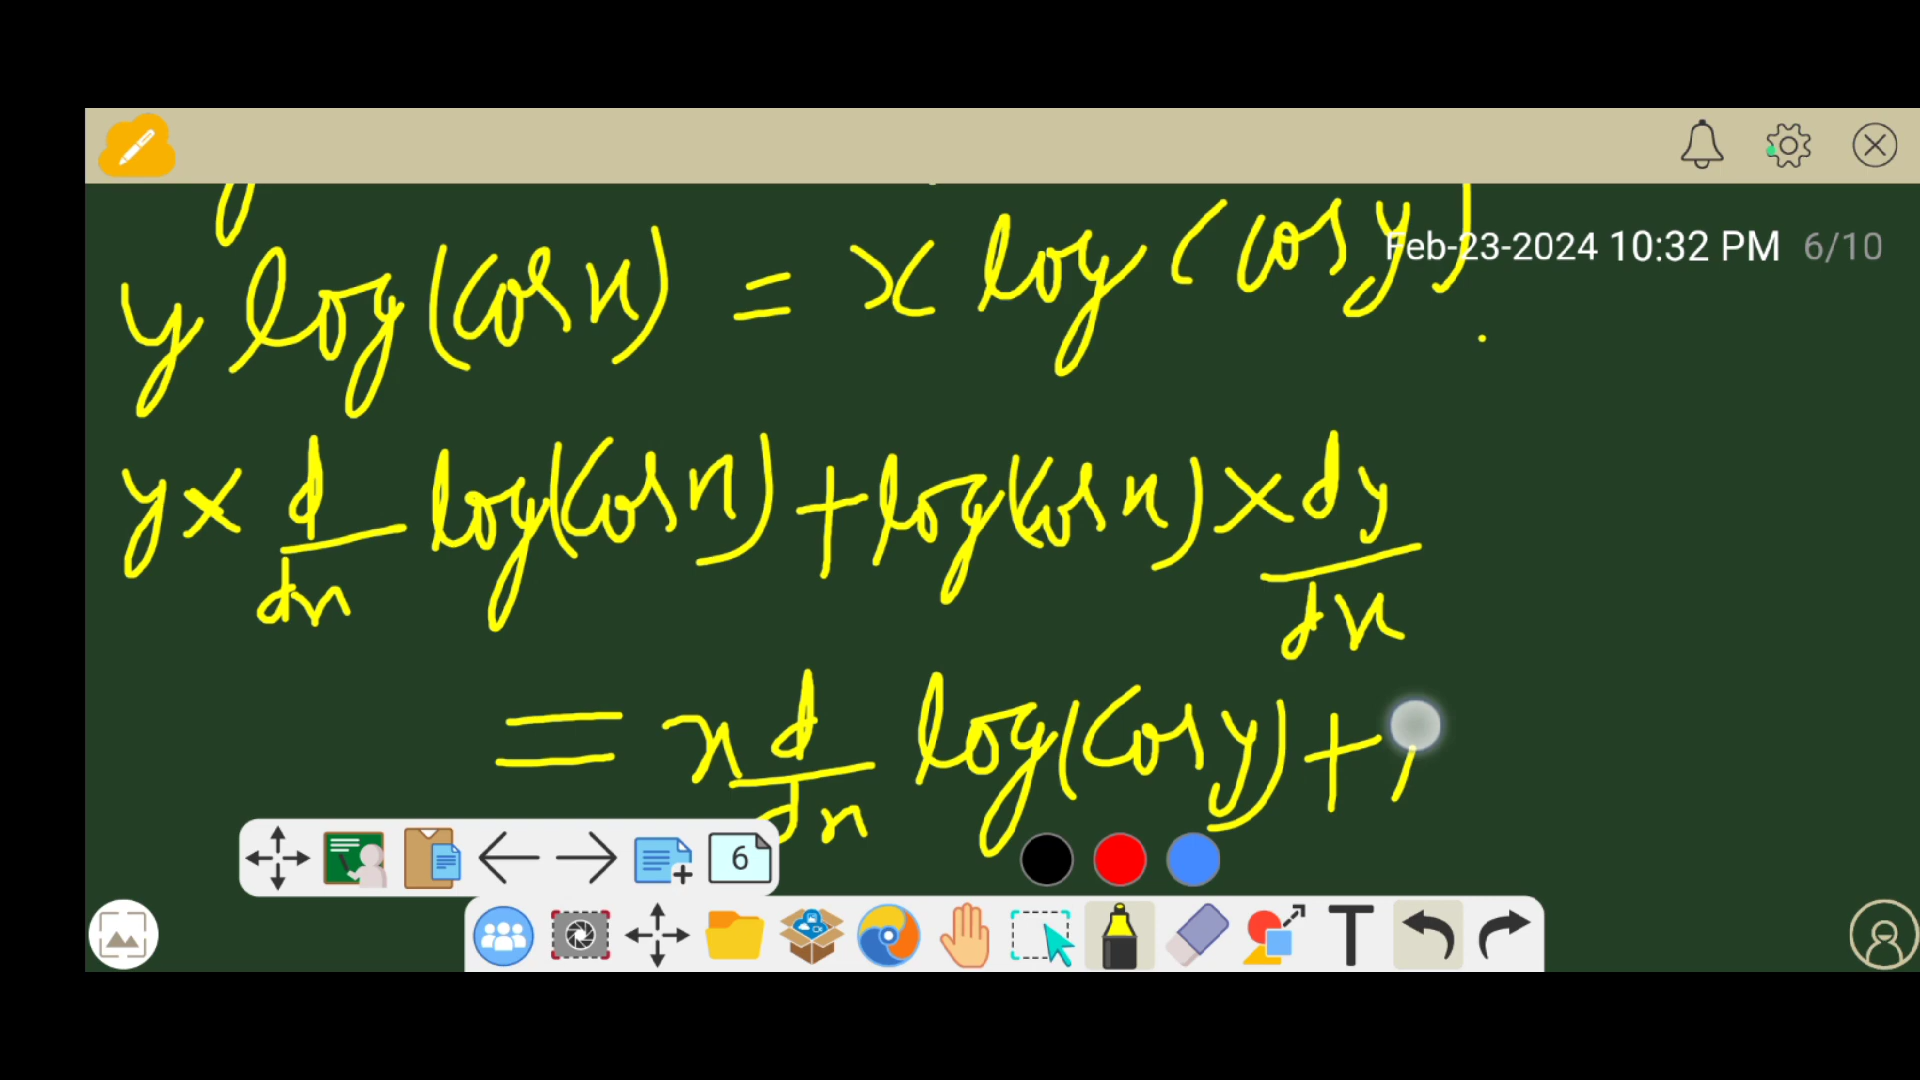 y log(cos x) = x log(cos y)
Feb-23-2024 10:32 PM 6/10
y × d/dx log(cos x) + log(cos x) × dy/dx
= x d/dx log(cos y) +
6
T